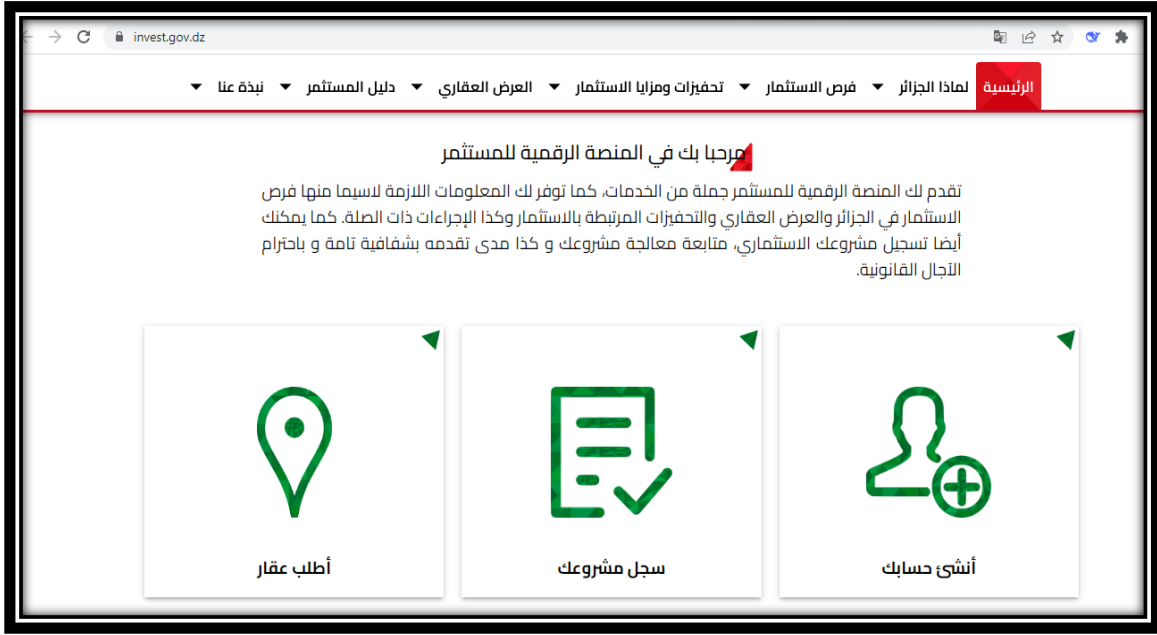 invest.gov.dz
الرئيسية لماذا الجزائر فرص الاستثمار تحفيزات ومزايا الاستثمار العرض العقاري دليل المستثمر نبذة عنا
مرحبا بك في المنصة الرقمية للمستثمر
تقدم لك المنصة الرقمية للمستثمر جملة من الخدمات، كما توفر لك المعلومات اللازمة لاسيما منها فرص
الاستثمار في الجزائر والعرض العقاري والتحفيزات المرتبطة بالاستثمار وكذا الإجراءات ذات الصلة. كما يمكنك
أيضا تسجيل مشروعك الاستثماري، متابعة معالجة مشروعك و كذا مدى تقدمه بشفافية تامة و باحترام
الآجال القانونية.
أنشئ حسابك
سجل مشروعك
أطلب عقار